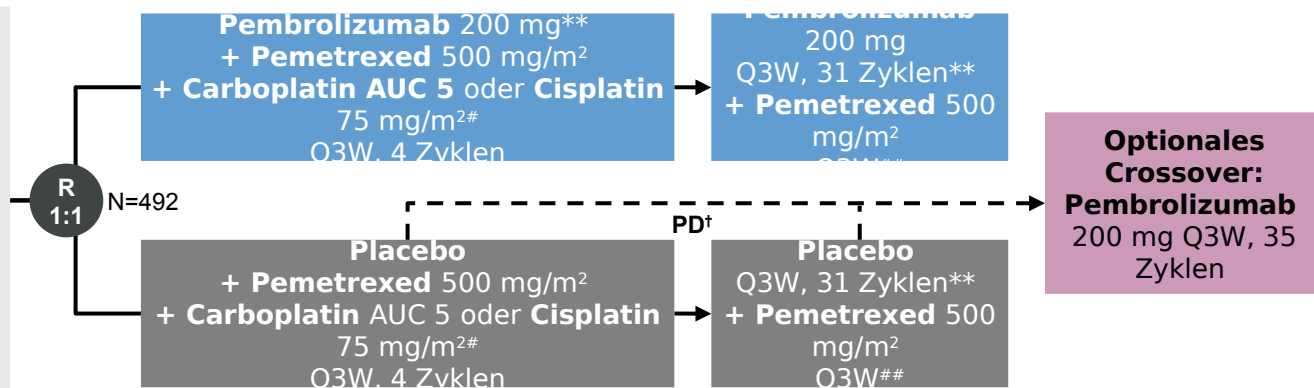 Pembrolizumab 200 mg**
+ Pemetrexed 500 mg/m²
+ Carboplatin AUC 5 oder Cisplatin
75 mg/m²#
Q3W, 4 Zyklen
Pembrolizumab
200 mg
Q3W, 31 Zyklen**
+ Pemetrexed 500
mg/m²
Q3W##
R
1:1
N=492
PD†
Optionales
Crossover:
Pembrolizumab
200 mg Q3W, 35
Zyklen
Placebo
+ Pemetrexed 500 mg/m²
+ Carboplatin AUC 5 oder Cisplatin
75 mg/m²#
Q3W, 4 Zyklen
Placebo
Q3W, 31 Zyklen**
+ Pemetrexed 500
mg/m²
Q3W##